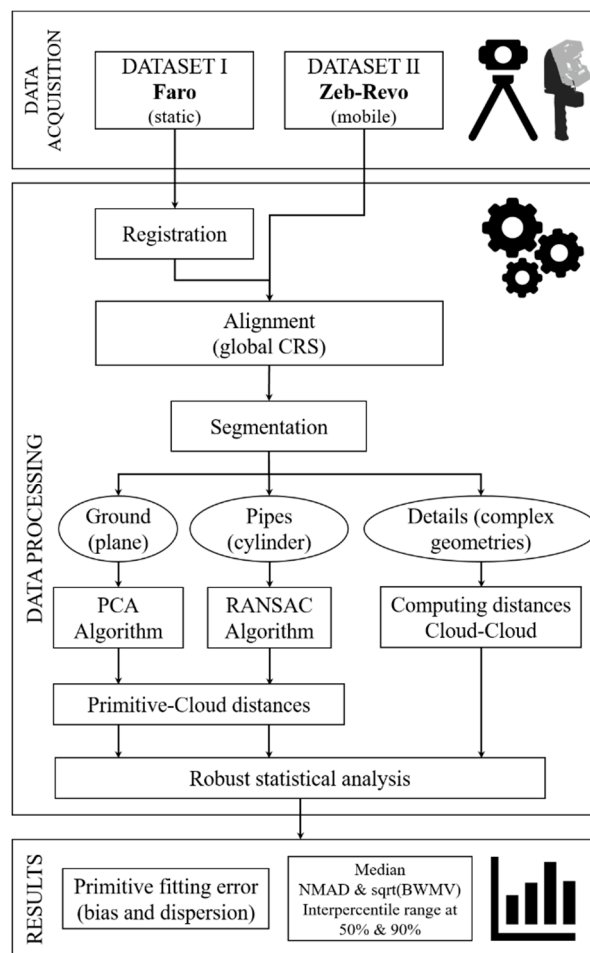 DATA
ACQUISITION
DATASET I
Faro
(static)
DATASET II
Zeb-Revo
(mobile)
DATA PROCESSING
Registration
Alignment
(global CRS)
Segmentation
Ground
(plane)
Pipes
(cylinder)
Details (complex
geometries)
PCA
Algorithm
RANSAC
Algorithm
Computing distances
Cloud-Cloud
Primitive-Cloud distances
Robust statistical analysis
RESULTS
Primitive fitting error
(bias and dispersion)
Median
NMAD & sqrt(BWMV)
Interpercentile range at
50% & 90%